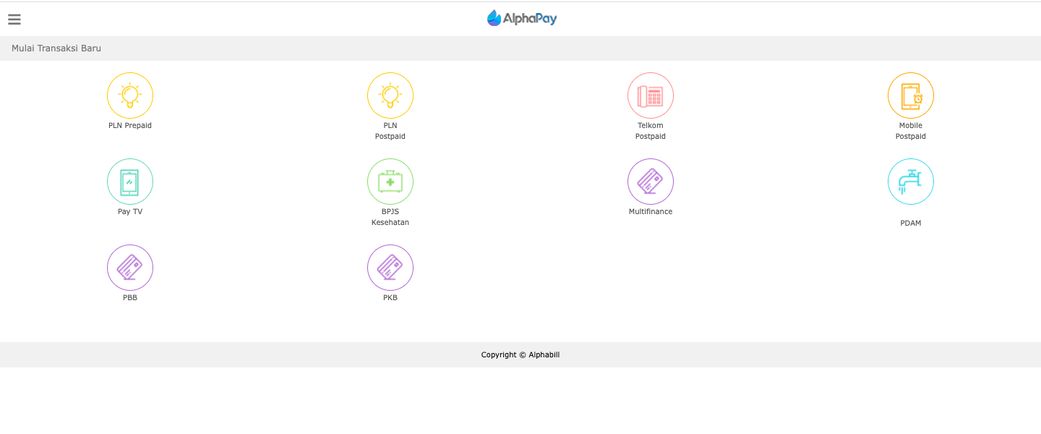 AlphaPay
Mulai Transaksi Baru
PLN Prepaid
PLN
Postpaid
Telkom
Postpaid
Mobile
Postpaid
Pay TV
BPJS
Kesehatan
Multifinance
PDAM
PBB
PKB
Copyright © Alphabill